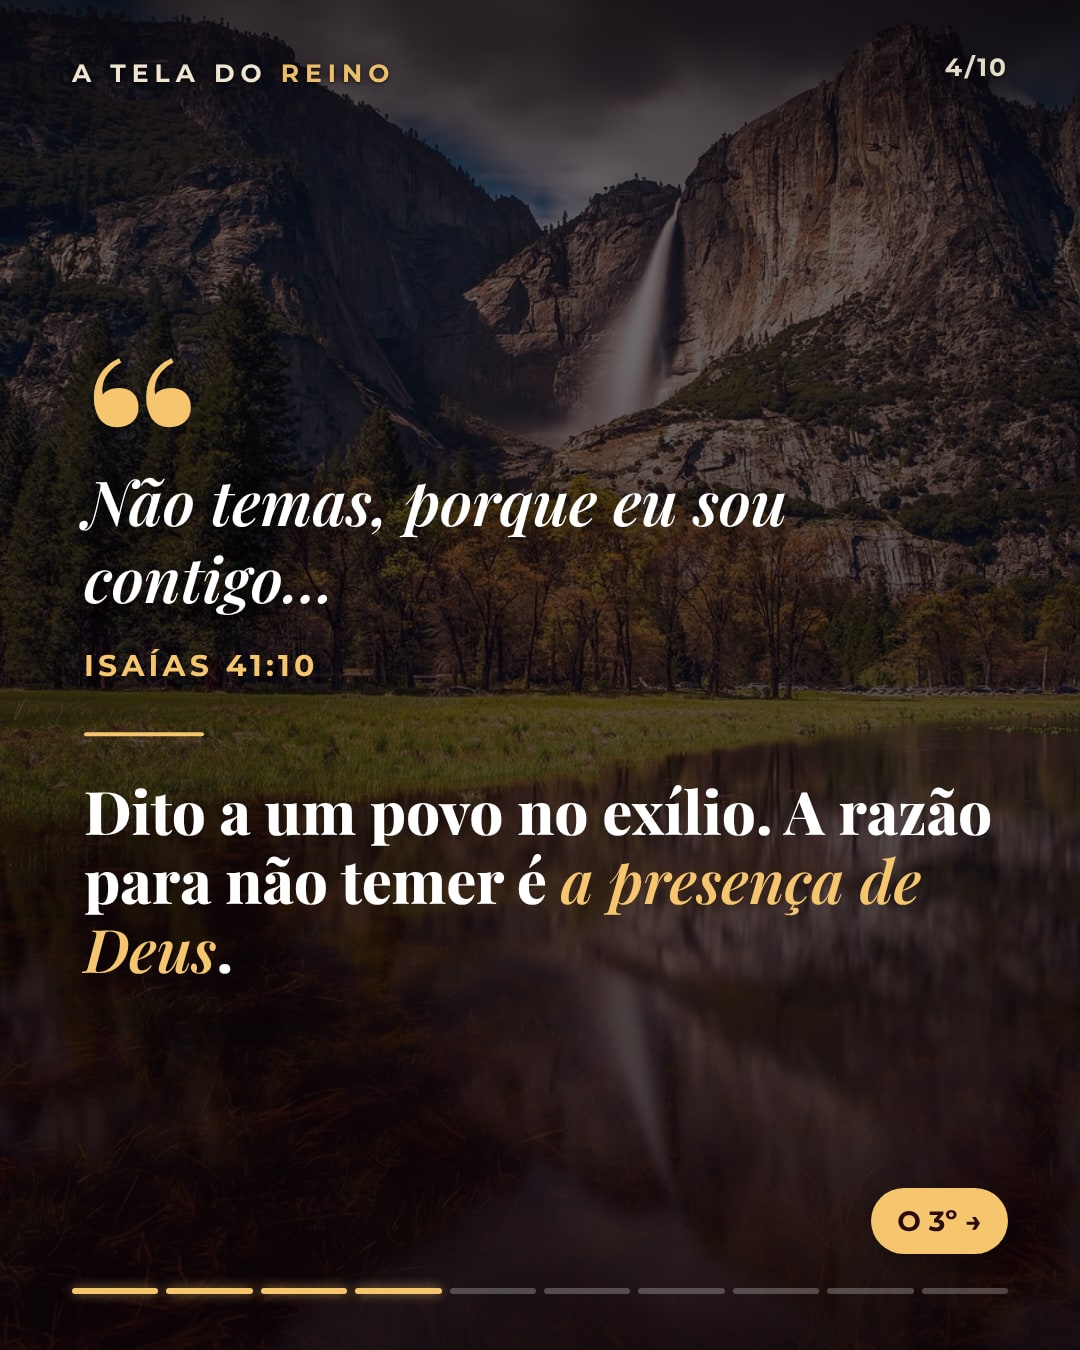 A TELA DO REINO
4/10
“
Não temas, porque eu sou
contigo...
ISAÍAS 41:10
Dito a um povo no exílio. A razão
para não temer é a presença de
Deus.
O 3º →